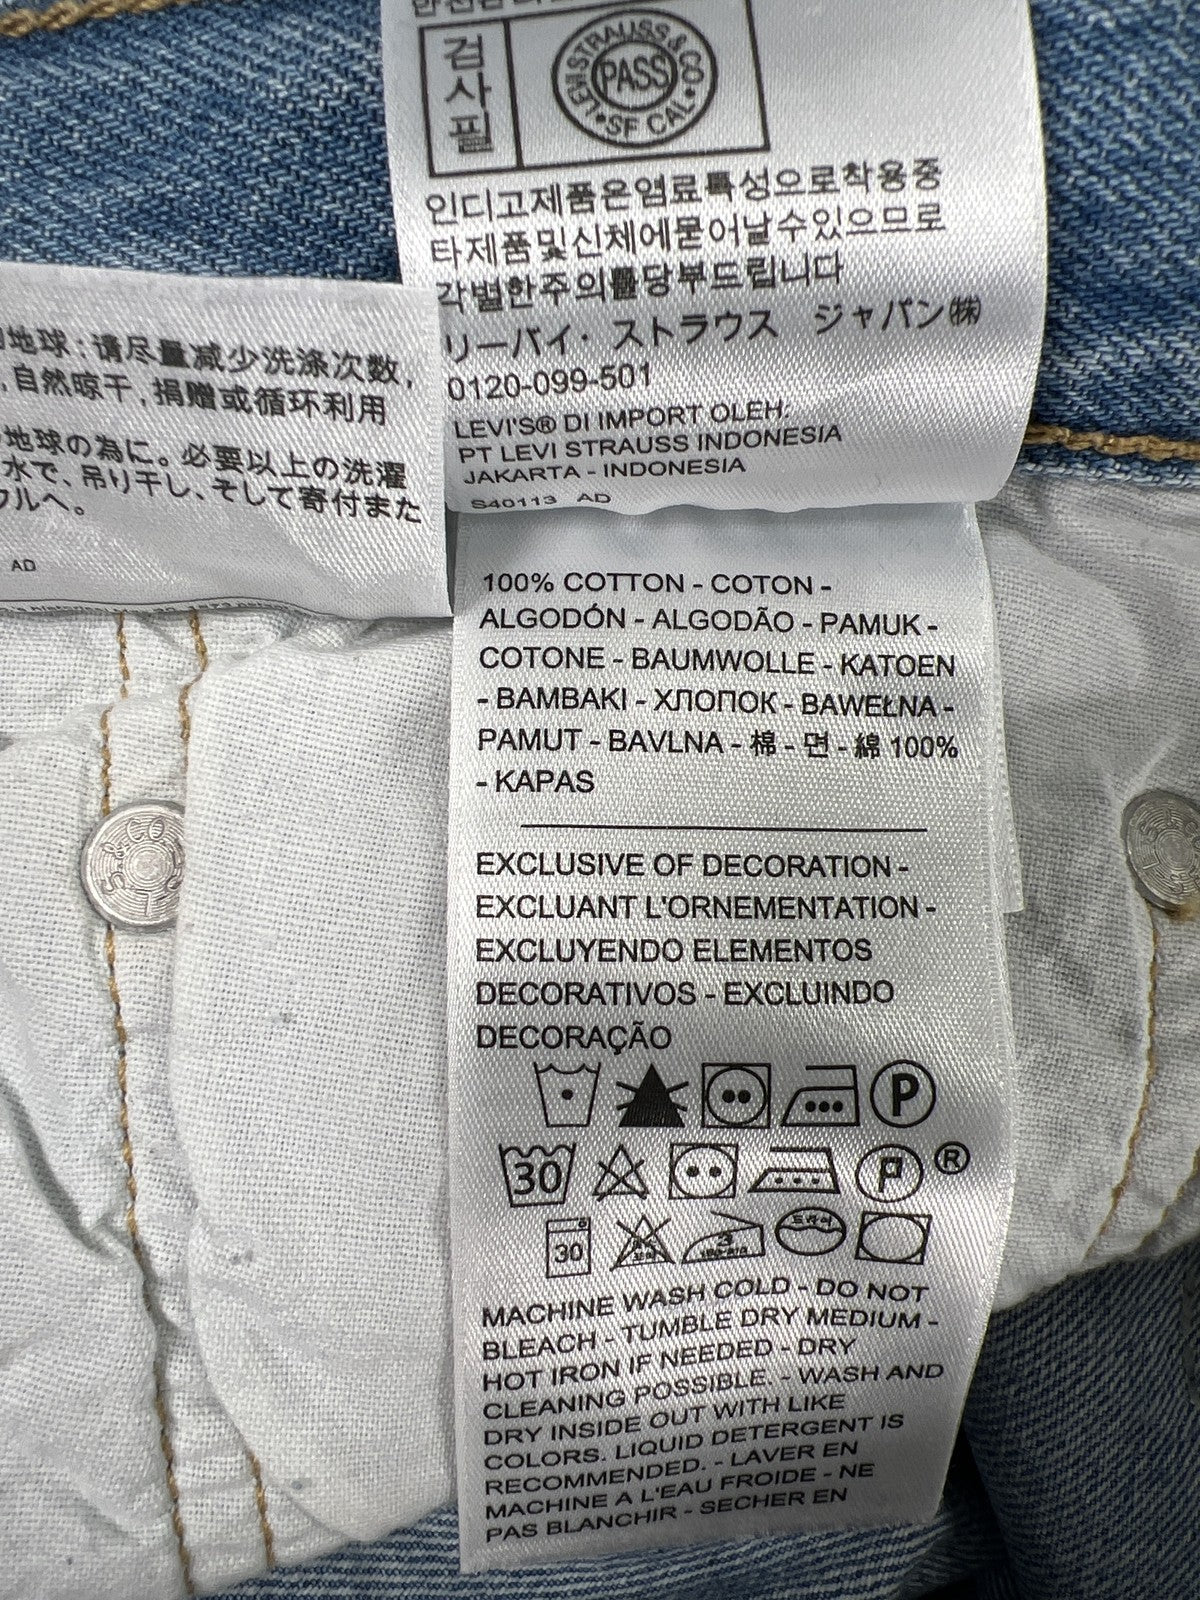 검
사
필
LEVI STRAUSS & CO
PASS
SF CAL
인디고제품은염료특성으로착용중
타제품및신체에묻어날수있으므로
각별한주의를당부드립니다
リーバイ・ストラウス ジャパン㈱
0120-099-501
LEVI'S® DI IMPORT OLEH:
PT LEVI STRAUSS INDONESIA
JAKARTA - INDONESIA
S40113 AD
地球:请尽量减少洗涤次数,
,自然晾干,捐赠或循环利用
地球の為に。必要以上の洗濯
水で、吊り干し、そして寄付また
ルへ。
AD
100% COTTON - COTON -
ALGODÓN - ALGODÃO - PAMUK -
COTONE - BAUMWOLLE - KATOEN
- BAMBAKI - ХЛОПОК - BAWEŁNA -
PAMUT - BAVLNA - 棉 - 면 - 綿 100%
- KAPAS
EXCLUSIVE OF DECORATION -
EXCLUANT L'ORNEMENTATION -
EXCLUYENDO ELEMENTOS
DECORATIVOS - EXCLUINDO
DECORAÇÃO
P
30 P ®
30 3 드라이
MACHINE WASH COLD - DO NOT
BLEACH - TUMBLE DRY MEDIUM -
HOT IRON IF NEEDED - DRY
CLEANING POSSIBLE. - WASH AND
DRY INSIDE OUT WITH LIKE
COLORS. LIQUID DETERGENT IS
RECOMMENDED. - LAVER EN
MACHINE A L'EAU FROIDE - NE
PAS BLANCHIR - SECHER EN